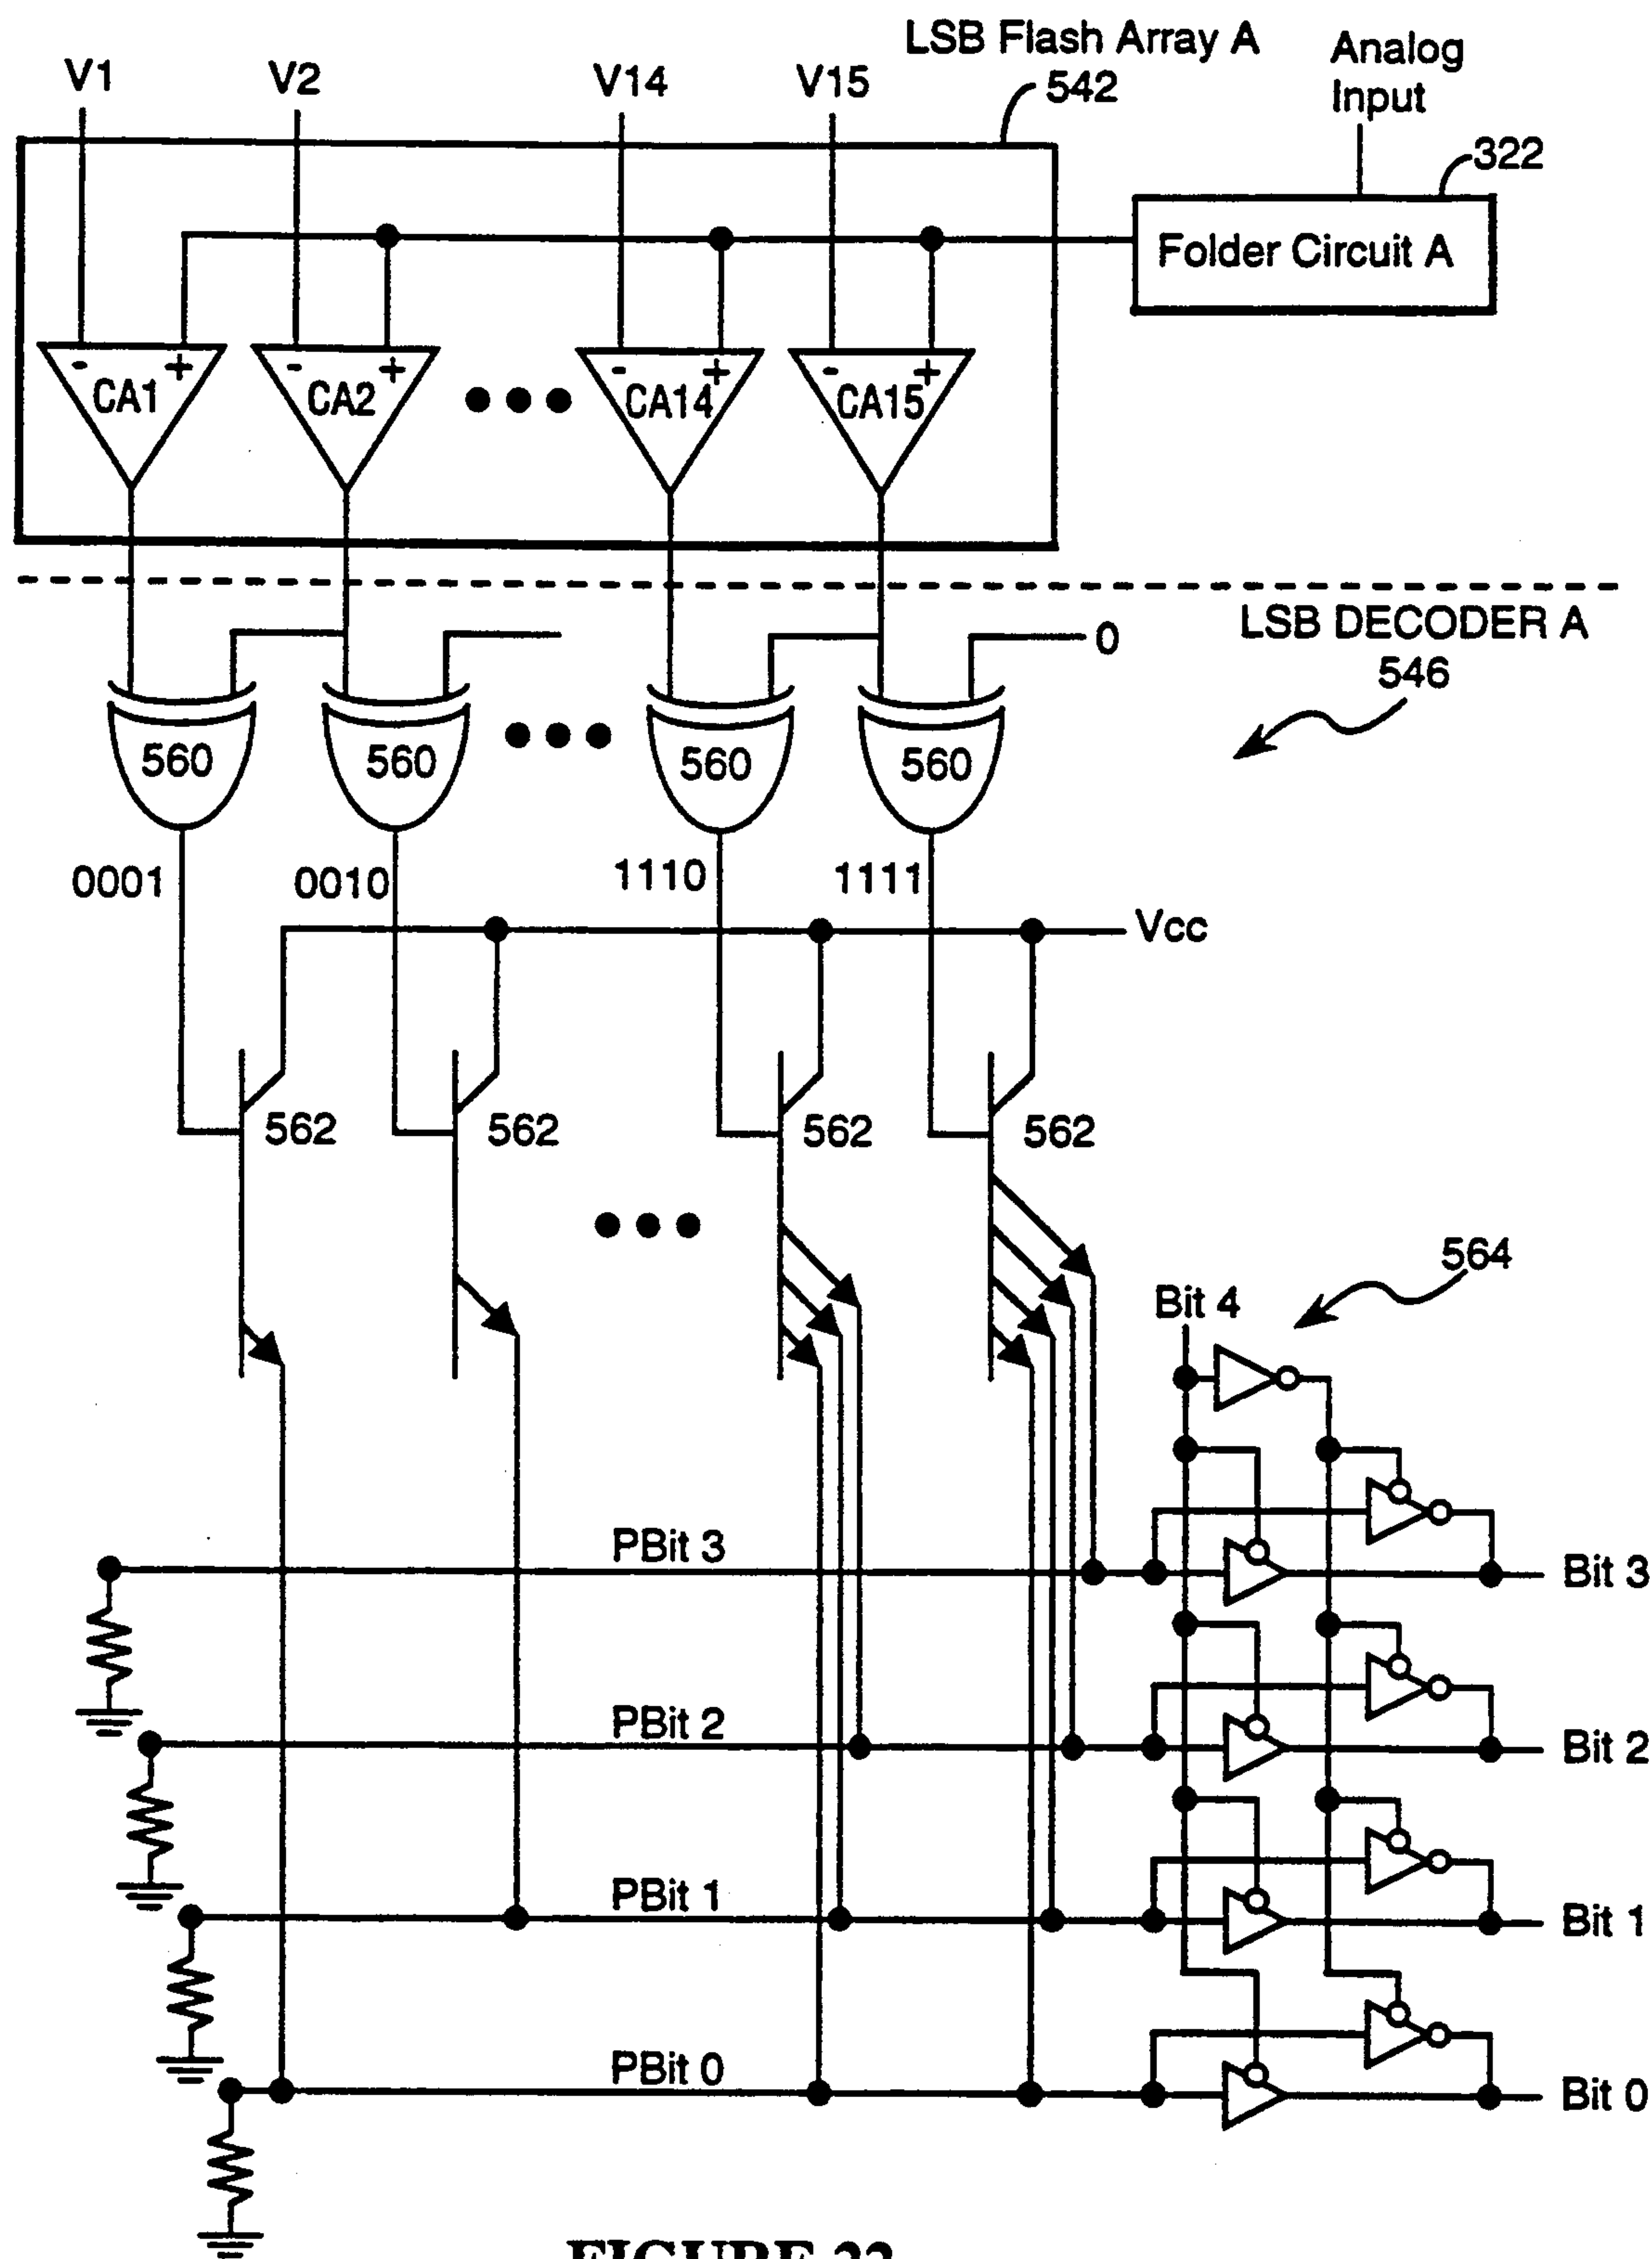 LSB Flash Array A
542
Analog
Input
V1
V2
V14
V15
322
Folder Circuit A
- +
CA1
- +
CA2
- +
CA14
- +
CA15
0
LSB DECODER A
546
560
560
560
560
0001
0010
1110
1111
Vcc
562
562
562
562
564
Bit 4
PBit 3
Bit 3
PBit 2
Bit 2
PBit 1
Bit 1
PBit 0
Bit 0
FIGURE 22